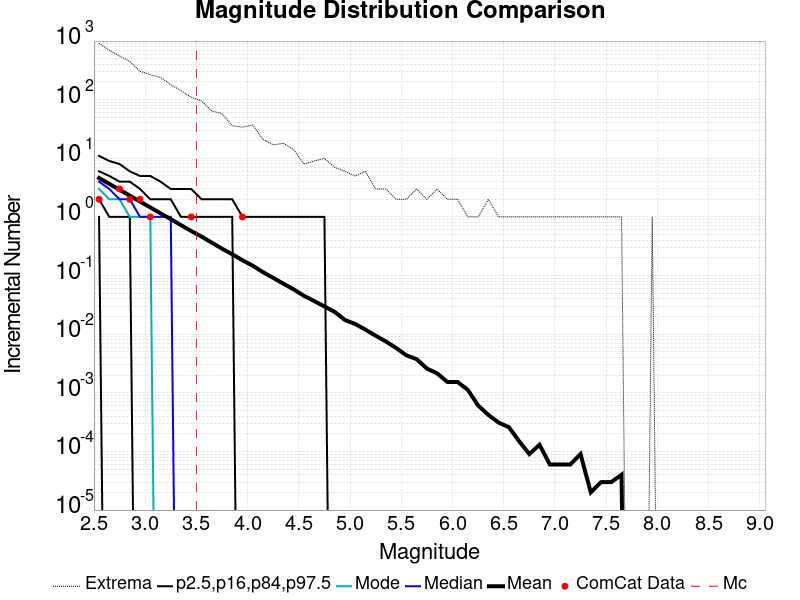 Magnitude Distribution Comparison
Incremental Number
10^3
10^2
10^1
10^0
10^-1
10^-2
10^-3
10^-4
10^-5
2.5 3.0 3.5 4.0 4.5 5.0 5.5 6.0 6.5 7.0 7.5 8.0 8.5 9.0
Magnitude
Extrema p2.5,p16,p84,p97.5 Mode Median Mean ComCat Data Mc